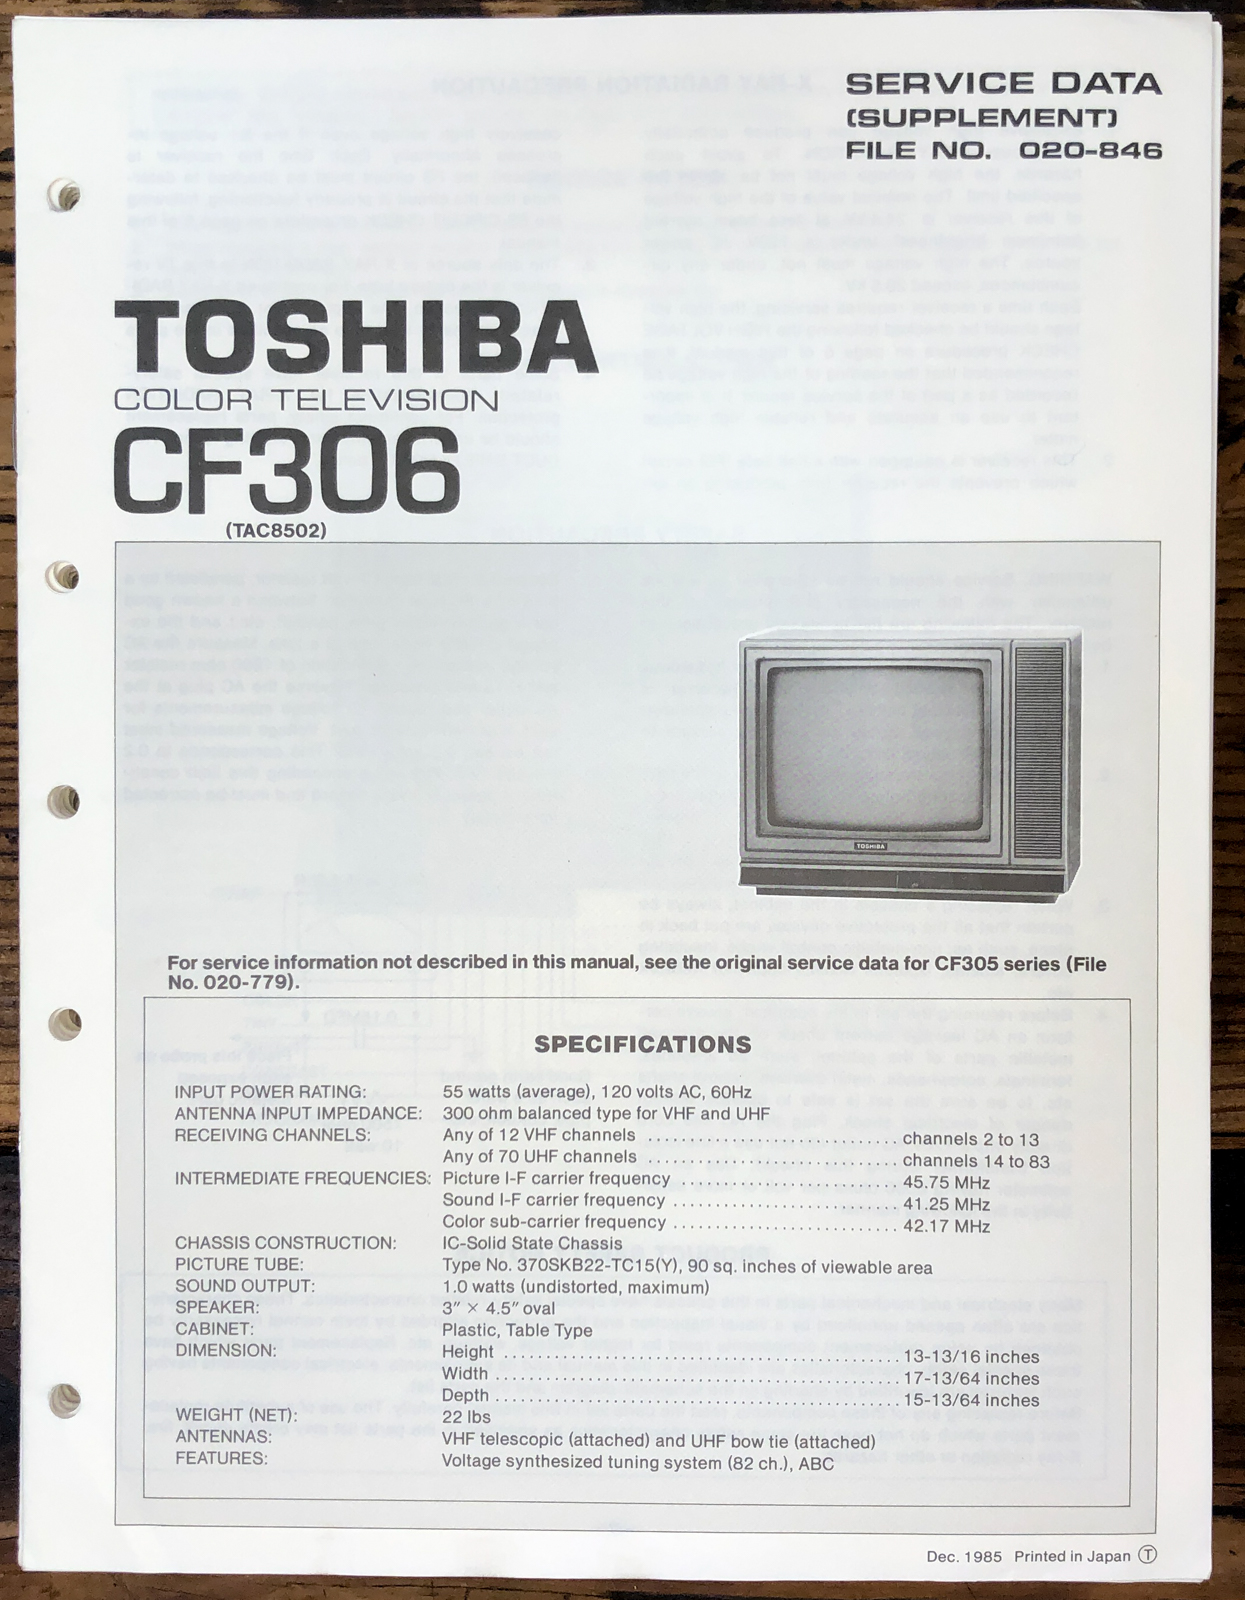 SERVICE DATA
(SUPPLEMENT)
FILE NO. 020-846
TOSHIBA
COLOR TELEVISION
CF306
(TAC8502)
TOSHIBA
For service information not described in this manual, see the original service data for CF305 series (File
No. 020-779).
SPECIFICATIONS
INPUT POWER RATING: 55 watts (average), 120 volts AC, 60Hz
ANTENNA INPUT IMPEDANCE: 300 ohm balanced type for VHF and UHF
RECEIVING CHANNELS: Any of 12 VHF channels .............................. channels 2 to 13
Any of 70 UHF channels .............................. channels 14 to 83
INTERMEDIATE FREQUENCIES: Picture I-F carrier frequency .......................... 45.75 MHz
Sound I-F carrier frequency ........................... 41.25 MHz
Color sub-carrier frequency ........................... 42.17 MHz
CHASSIS CONSTRUCTION: IC-Solid State Chassis
PICTURE TUBE: Type No. 370SKB22-TC15(Y), 90 sq. inches of viewable area
SOUND OUTPUT: 1.0 watts (undistorted, maximum)
SPEAKER: 3" × 4.5" oval
CABINET: Plastic, Table Type
DIMENSION: Height ............................................... 13-13/16 inches
Width ................................................ 17-13/64 inches
Depth ................................................ 15-13/64 inches
WEIGHT (NET): 22 lbs
ANTENNAS: VHF telescopic (attached) and UHF bow tie (attached)
FEATURES: Voltage synthesized tuning system (82 ch.), ABC
Dec. 1985 Printed in Japan Ⓣ